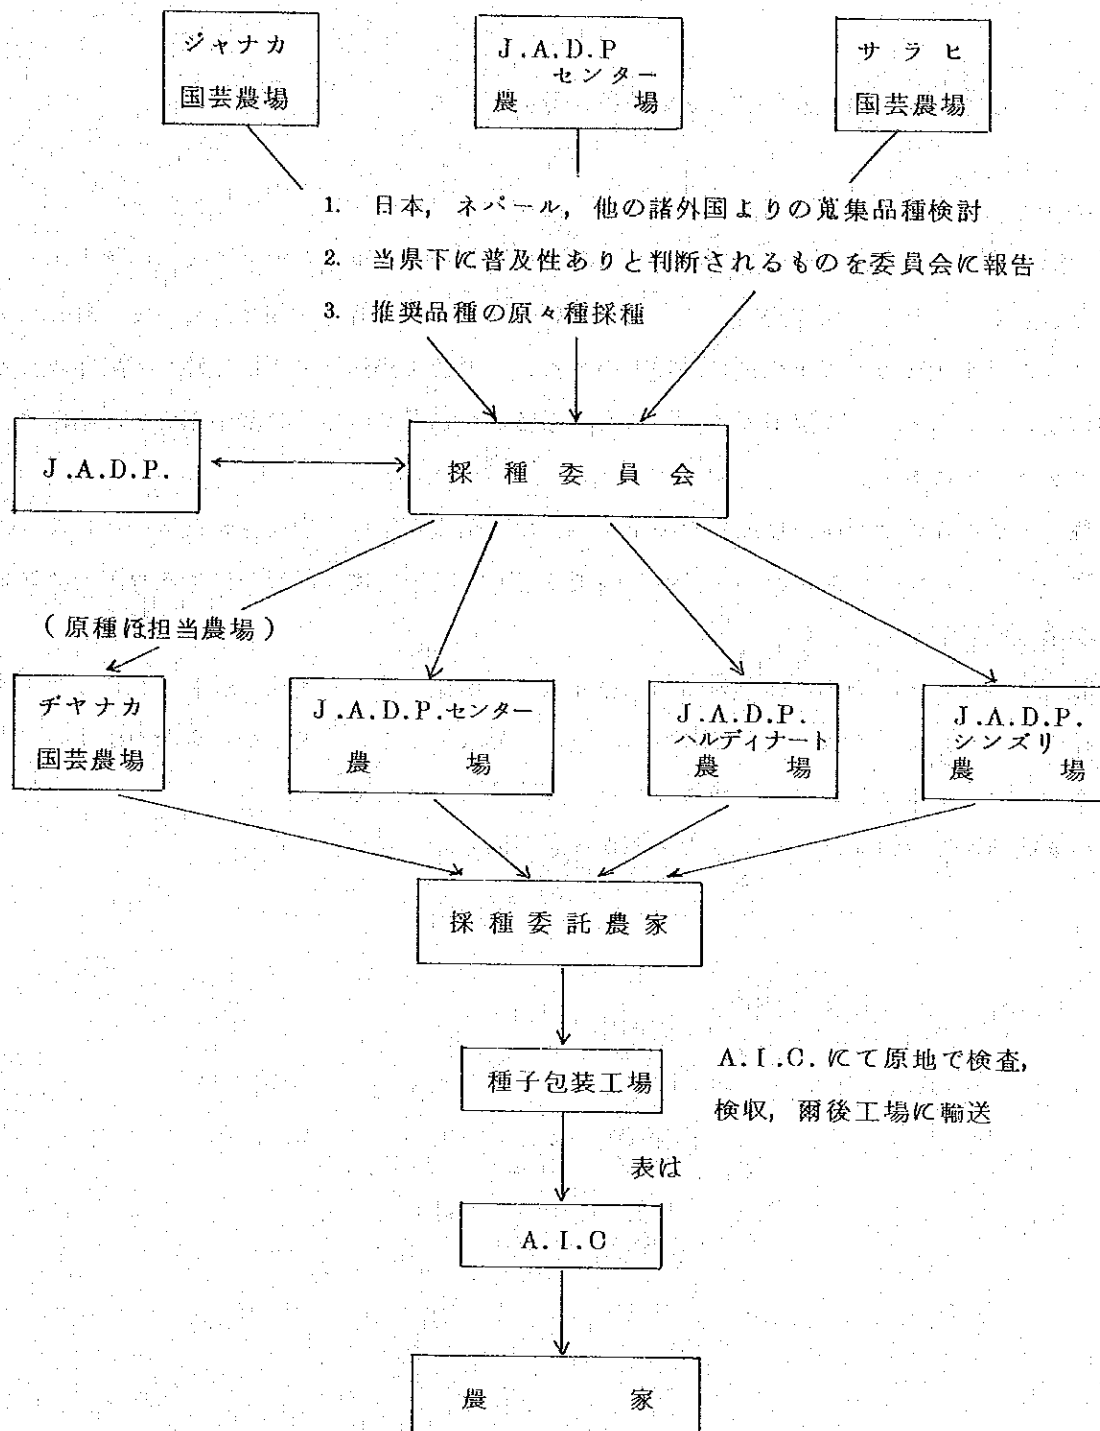 ジャナカ
国芸農場
J.A.D.P
センター
農　　場
サラヒ
国芸農場
1. 日本, ネパール, 他の諸外国よりの蒐集品種検討
2. 当県下に普及性ありと判断されるものを委員会に報告
3. 推奨品種の原々種採種
J.A.D.P.
採種委員会
(原種ほ担当農場)
ヂヤナカ
国芸農場
J.A.D.P.センター
農　　場
J.A.D.P.
ハルディナート
農　　場
J.A.D.P.
シンズリ
農　　場
採種委託農家
種子包装工場
A.I.C.にて原地で検査,
検収, 爾後工場に輸送
表は
A.I.C
農　　家